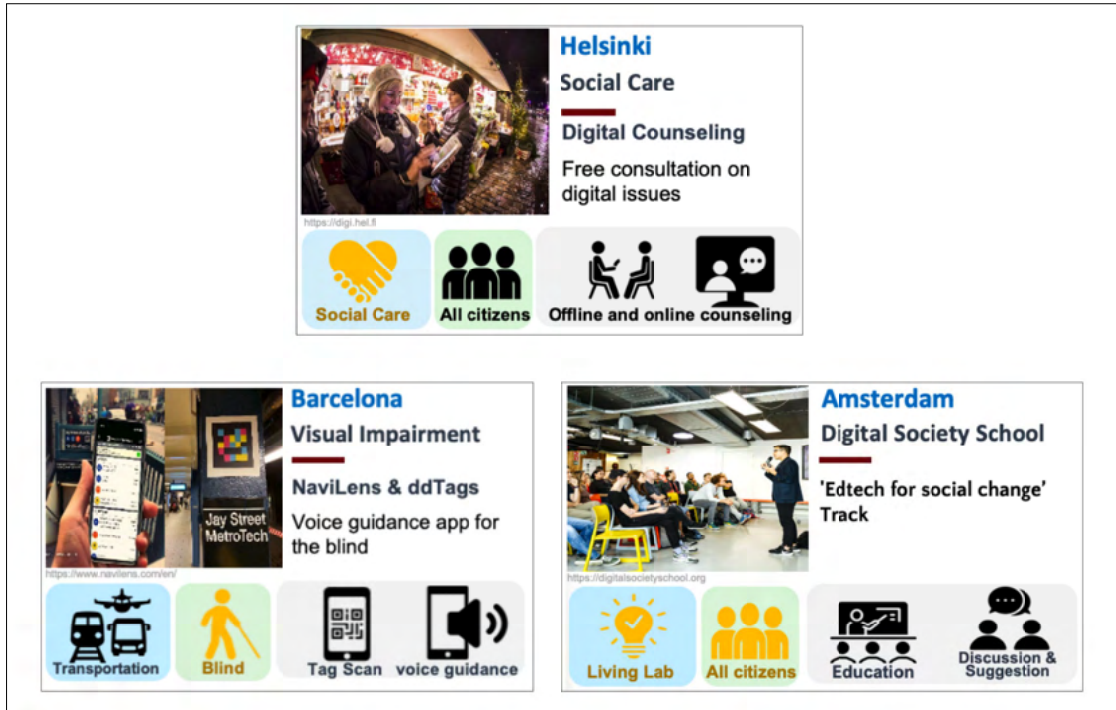 Helsinki
Social Care
Digital Counseling
Free consultation on
digital issues
https://digi.hel.fi
Social Care
All citizens
Offline and online counseling
Barcelona
Visual Impairment
NaviLens & ddTags
Voice guidance app for
the blind
Jay Street
MetroTech
https://www.navilens.com/en/
Transportation
Blind
Tag Scan
voice guidance
Amsterdam
Digital Society School
'Edtech for social change’
Track
https://digitalsocietyschool.org
Living Lab
All citizens
Education
Discussion &
Suggestion